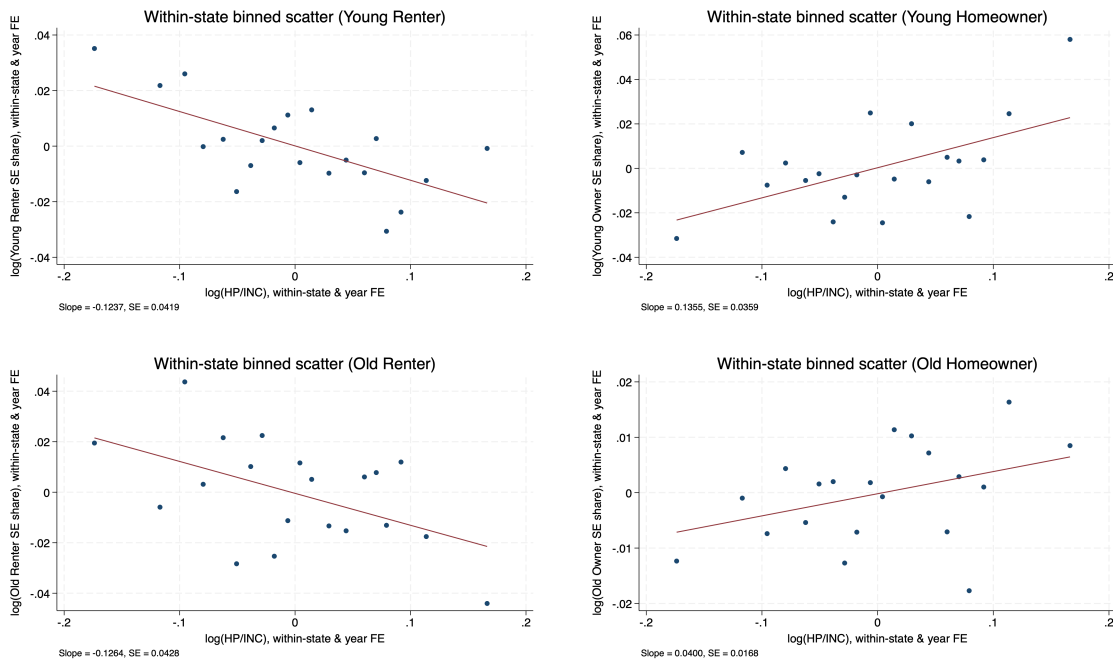 Within-state binned scatter (Young Renter)
log(Young Renter SE share), within-state & year FE
.04
.02
0
-.02
-.04
-.2
-.1
0
.1
.2
log(HP/INC), within-state & year FE
Slope = -0.1237, SE = 0.0419
Within-state binned scatter (Young Homeowner)
log(Young Owner SE share), within-state & year FE
.06
.04
.02
0
-.02
-.04
-.2
-.1
0
.1
.2
log(HP/INC), within-state & year FE
Slope = 0.1355, SE = 0.0359
Within-state binned scatter (Old Renter)
log(Old Renter SE share), within-state & year FE
.04
.02
0
-.02
-.04
-.2
-.1
0
.1
.2
log(HP/INC), within-state & year FE
Slope = -0.1264, SE = 0.0428
Within-state binned scatter (Old Homeowner)
log(Old Owner SE share), within-state & year FE
.02
.01
0
-.01
-.02
-.2
-.1
0
.1
.2
log(HP/INC), within-state & year FE
Slope = 0.0400, SE = 0.0168